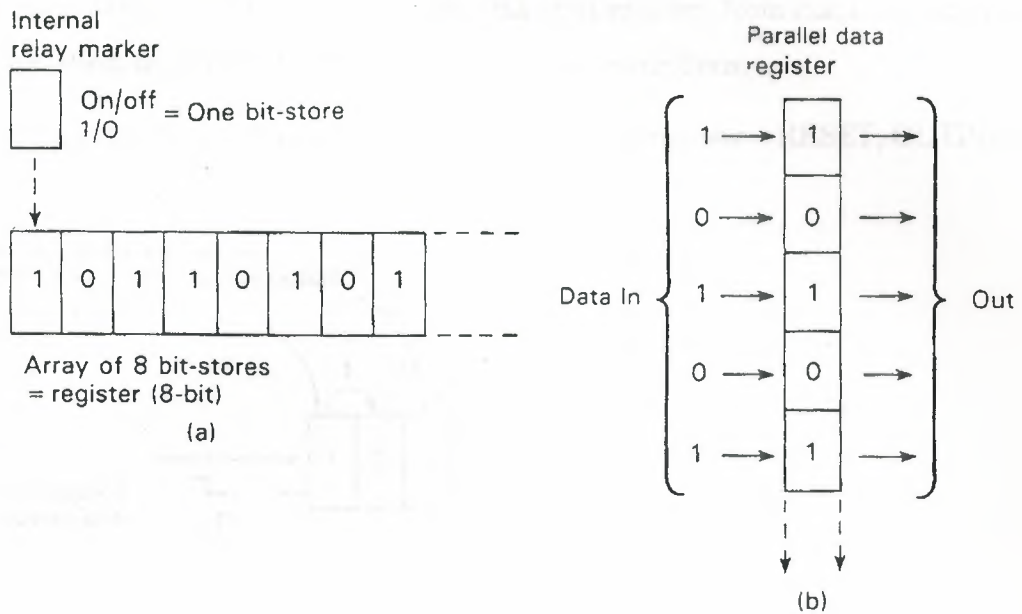 Internal
relay marker
On/off
1/0
= One bit-store
1 0 1 1 0 1 0 1
Array of 8 bit-stores
= register (8-bit)
(a)
Parallel data
register
1 1
0 0
Data In 1 1 Out
0 0
1 1
(b)